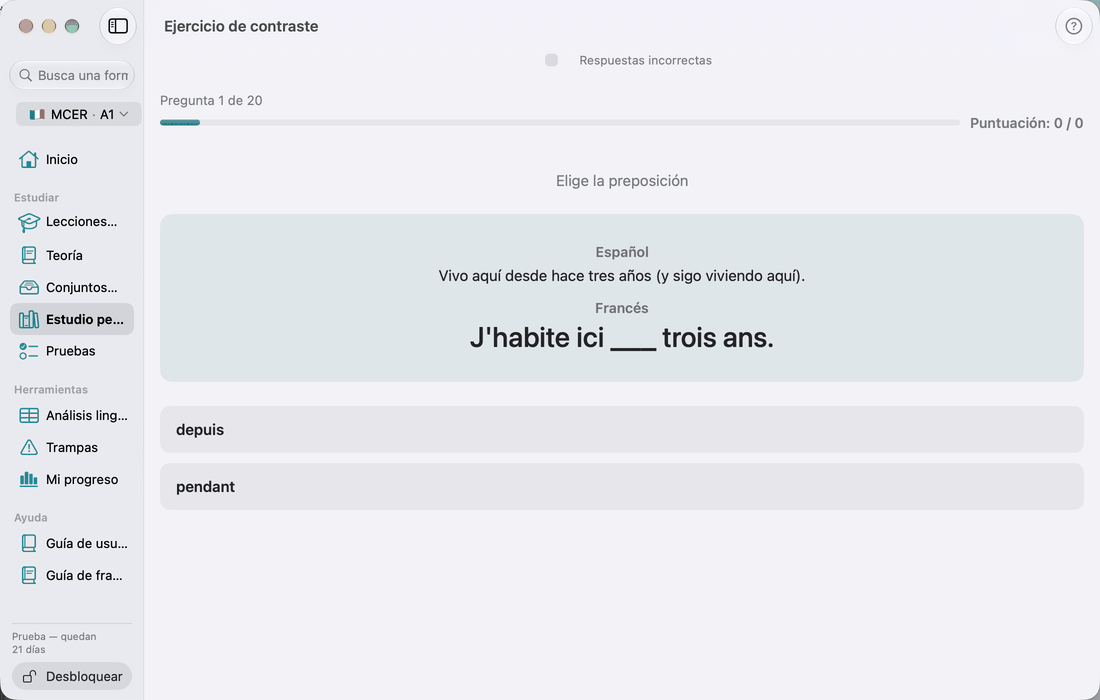 Ejercicio de contraste
Busca una forn
MCER · A1
Inicio
Estudiar
Lecciones...
Teoría
Conjuntos...
Estudio pe...
Pruebas
Herramientas
Análisis ling...
Trampas
Mi progreso
Ayuda
Guía de usu...
Guía de fra...
Prueba — quedan
21 días
Desbloquear
?
Respuestas incorrectas
Pregunta 1 de 20
Puntuación: 0 / 0
Elige la preposición
Español
Vivo aquí desde hace tres años (y sigo viviendo aquí).
Francés
J'habite ici ___ trois ans.
depuis
pendant